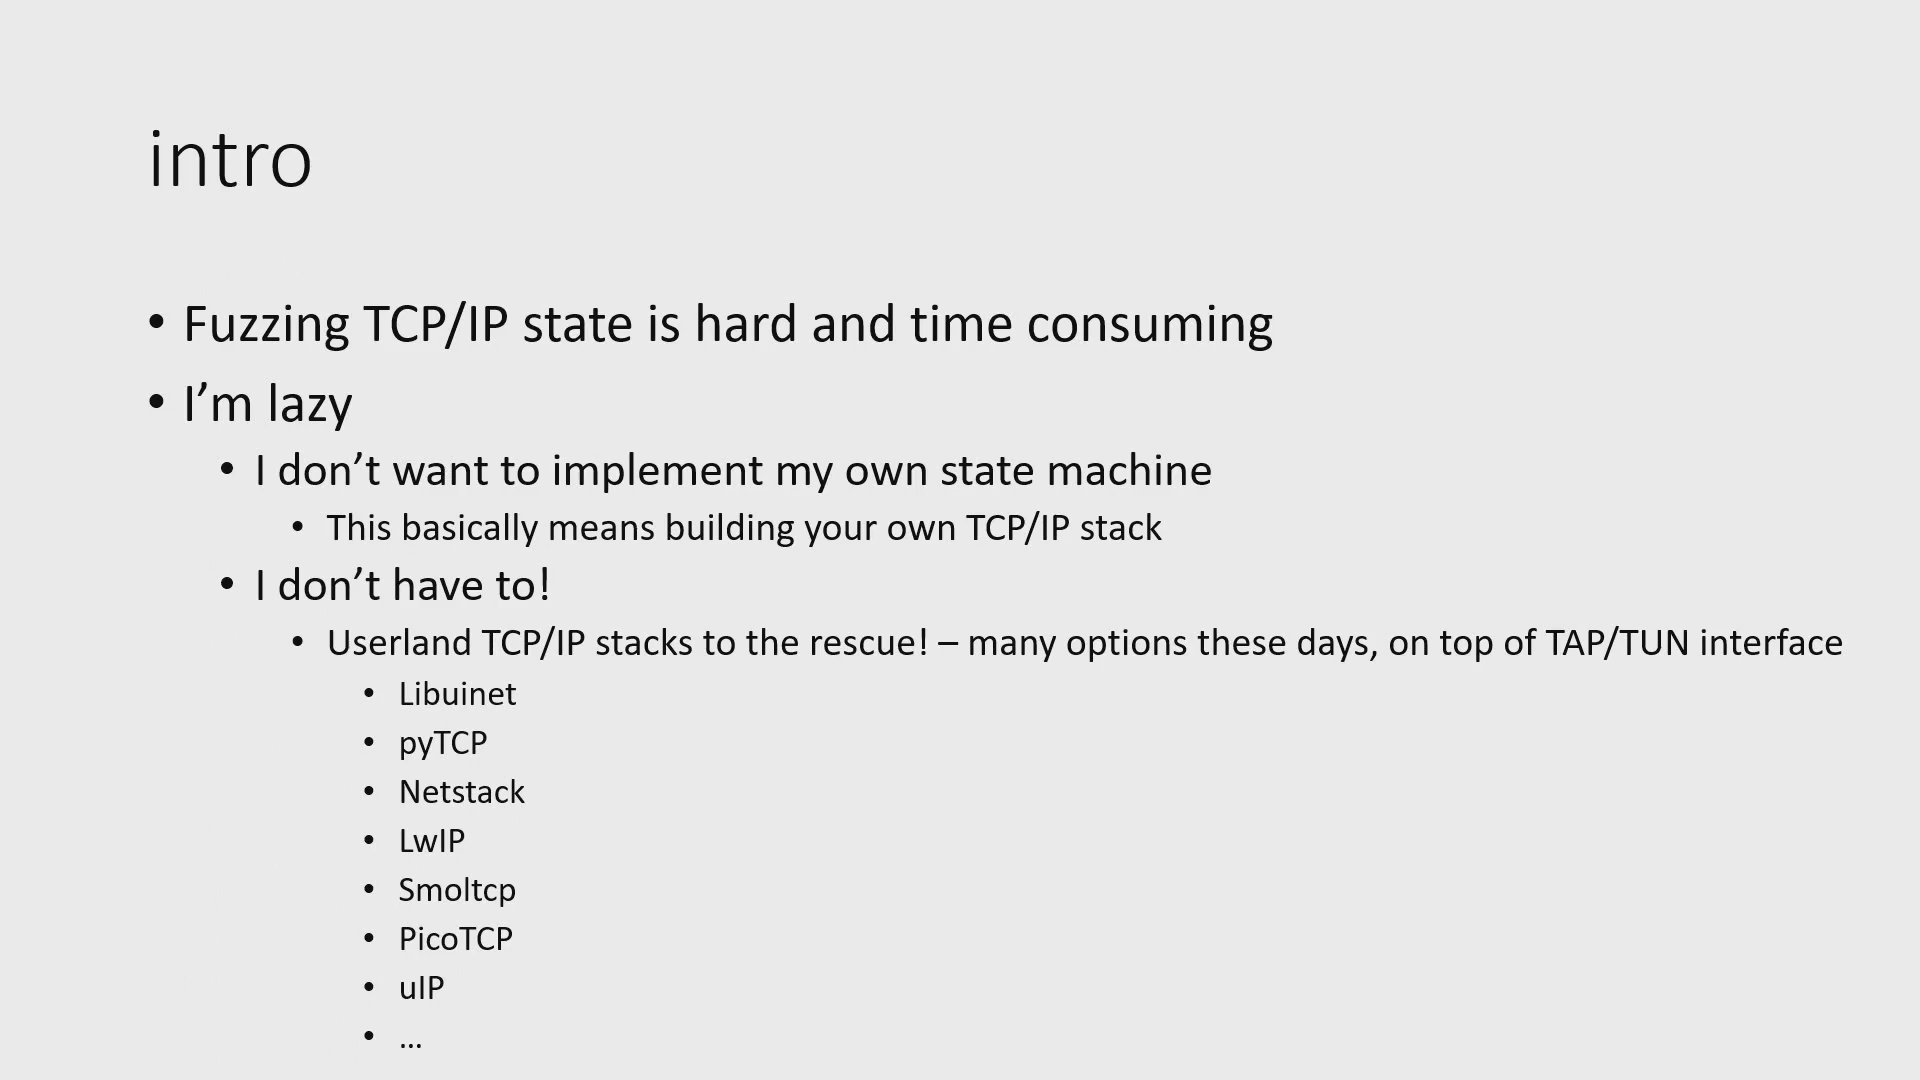 intro
• Fuzzing TCP/IP state is hard and time consuming
• I’m lazy
• I don’t want to implement my own state machine
• This basically means building your own TCP/IP stack
• I don’t have to!
• Userland TCP/IP stacks to the rescue! – many options these days, on top of TAP/TUN interface
• Libuinet
• pyTCP
• Netstack
• LwIP
• Smoltcp
• PicoTCP
• uIP
• ...